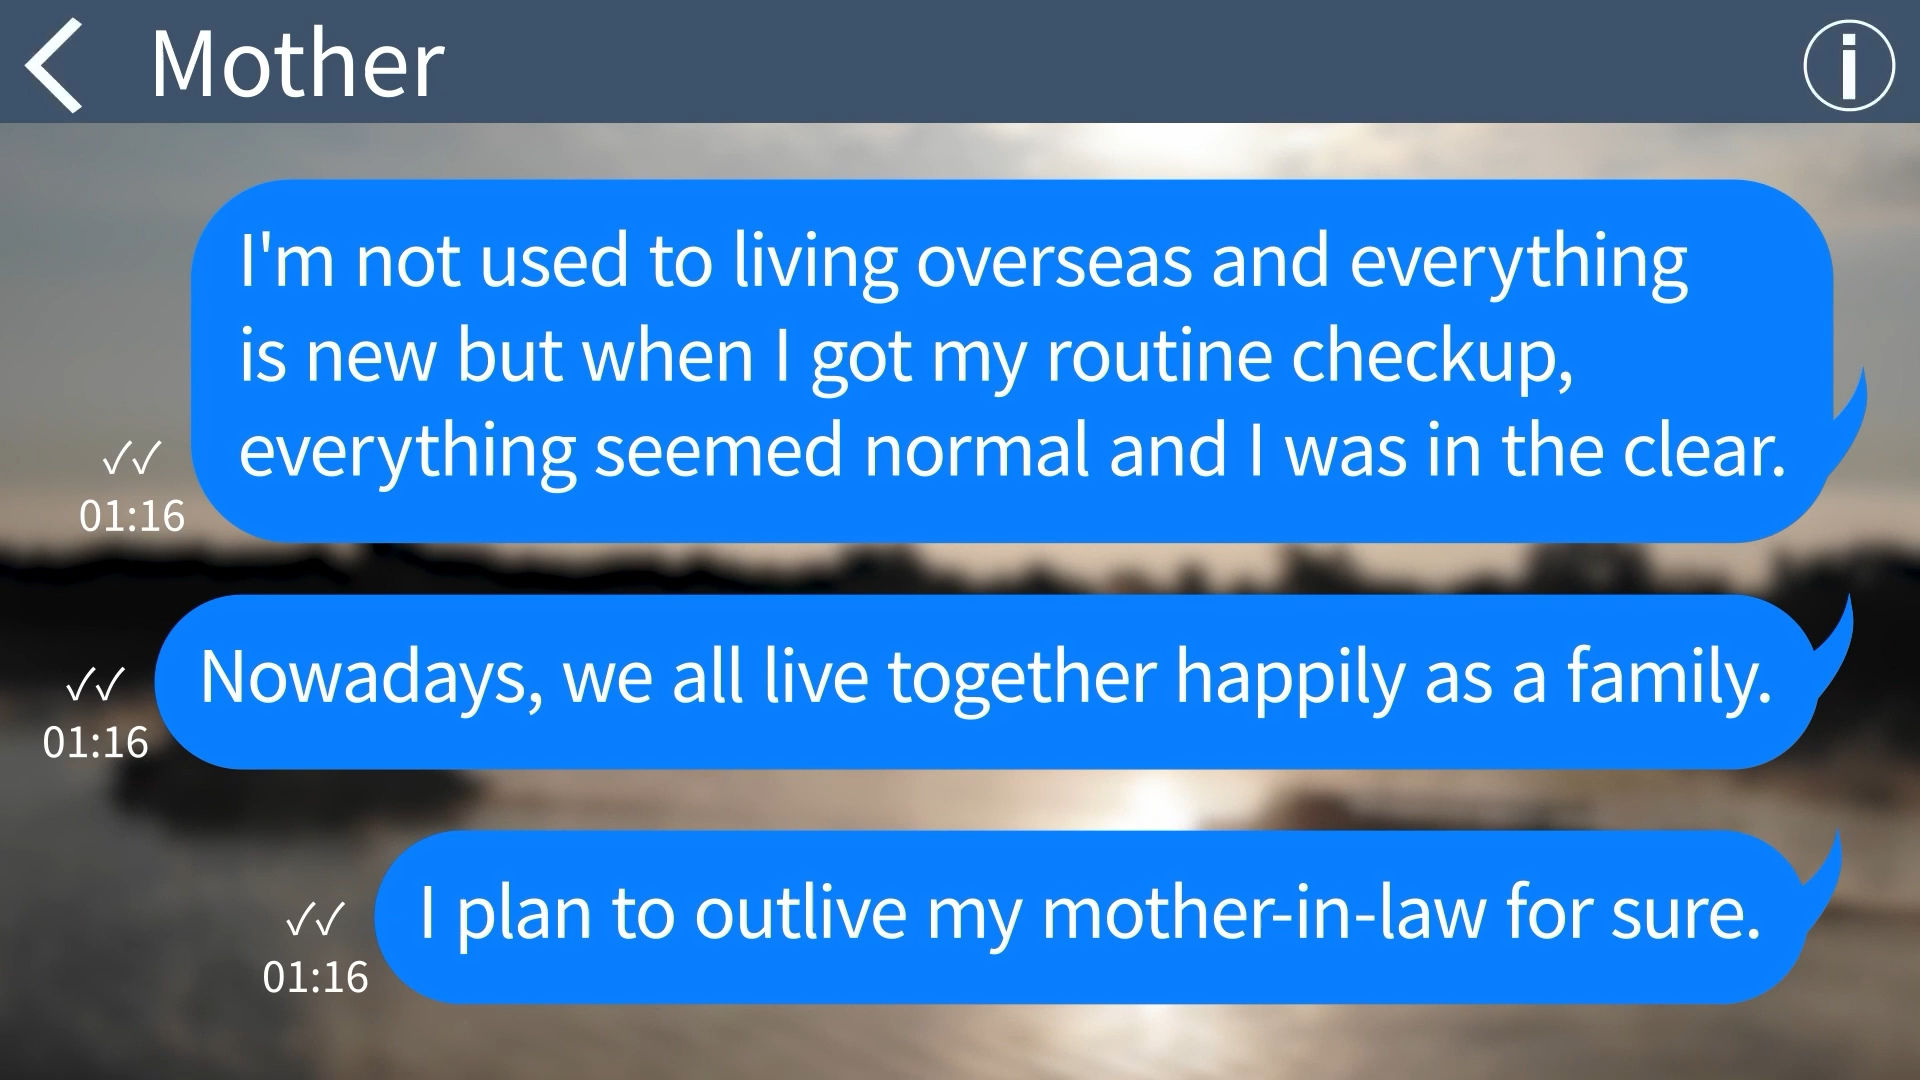 Mother
I'm not used to living overseas and everything
is new but when I got my routine checkup,
everything seemed normal and I was in the clear.
✓✓
01:16
Nowadays, we all live together happily as a family.
✓✓
01:16
I plan to outlive my mother-in-law for sure.
✓✓
01:16